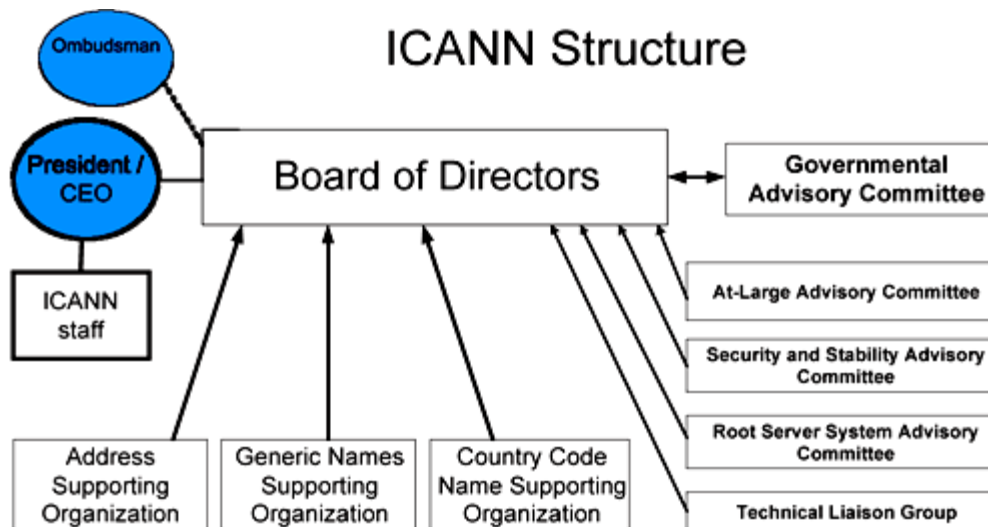 Ombudsman
ICANN Structure
President /
CEO
Board of Directors
Governmental
Advisory Committee
ICANN
staff
At-Large Advisory Committee
Security and Stability Advisory
Committee
Root Server System Advisory
Committee
Address
Supporting
Organization
Generic Names
Supporting
Organization
Country Code
Name Supporting
Organization
Technical Liaison Group